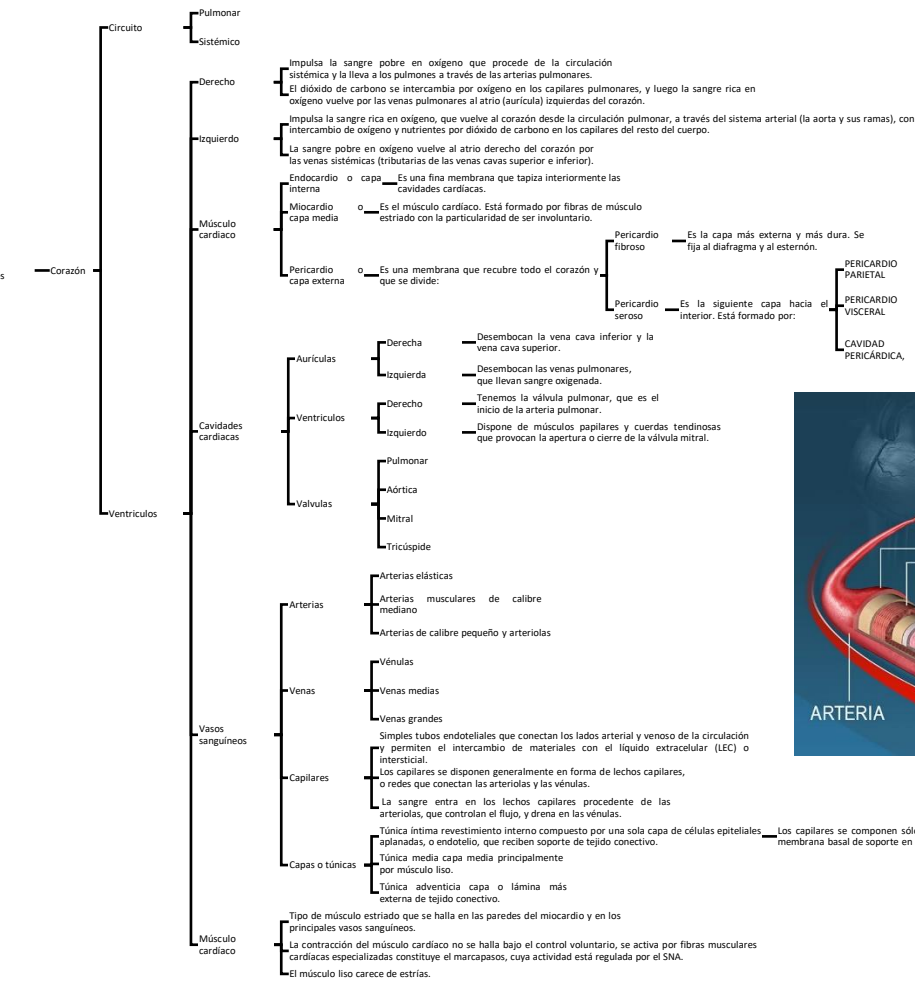 Pulmonar
Circuito
Sistémico
Impulsa la sangre pobre en oxígeno que procede de la circulación
sistémica y la lleva a los pulmones a través de las arterias pulmonares.
Derecho
El dióxido de carbono se intercambia por oxígeno en los capilares pulmonares, y luego la sangre rica en
oxígeno vuelve por las venas pulmonares al atrio (aurícula) izquierdas del corazón.
Impulsa la sangre rica en oxígeno, que vuelve al corazón desde la circulación pulmonar, a través del sistema arterial (la aorta y sus ramas), con
intercambio de oxígeno y nutrientes por dióxido de carbono en los capilares del resto del cuerpo.
Izquierdo
La sangre pobre en oxígeno vuelve al atrio derecho del corazón por
las venas sistémicas (tributarias de las venas cavas superior e inferior).
Endocardio o capa
interna
Es una fina membrana que tapiza interiormente las
cavidades cardíacas.
Músculo
cardiaco
Miocardio o
capa media
Es el músculo cardíaco. Está formado por fibras de músculo
estriado con la particularidad de ser involuntario.
Pericardio o
capa externa
Es una membrana que recubre todo el corazón y
que se divide:
Pericardio
fibroso
Es la capa más externa y más dura. Se
fija al diafragma y al esternón.
Pericardio
seroso
Es la siguiente capa hacia el
interior. Está formado por:
PERICARDIO
PARIETAL
PERICARDIO
VISCERAL
CAVIDAD
PERICÁRDICA,
s
Corazón
Ventriculos
Cavidades
cardiacas
Aurículas
Derecha
Desembocan la vena cava inferior y la
vena cava superior.
Izquierda
Desembocan las venas pulmonares,
que llevan sangre oxigenada.
Ventriculos
Derecho
Tenemos la válvula pulmonar, que es el
inicio de la arteria pulmonar.
Izquierdo
Dispone de músculos papilares y cuerdas tendinosas
que provocan la apertura o cierre de la válvula mitral.
Valvulas
Pulmonar
Aórtica
Mitral
Tricúspide
Vasos
sanguíneos
Arterias
Arterias elásticas
Arterias musculares de calibre
mediano
Arterias de calibre pequeño y arteriolas
Venas
Vénulas
Venas medias
Venas grandes
Capilares
Simples tubos endoteliales que conectan los lados arterial y venoso de la circulación
y permiten el intercambio de materiales con el líquido extracelular (LEC) o
intersticial.
Los capilares se disponen generalmente en forma de lechos capilares,
o redes que conectan las arteriolas y las vénulas.
La sangre entra en los lechos capilares procedente de las
arteriolas, que controlan el flujo, y drena en las vénulas.
Capas o túnicas
Túnica íntima revestimiento interno compuesto por una sola capa de células epiteliales
aplanadas, o endotelio, que reciben soporte de tejido conectivo.
Los capilares se componen sólo
membrana basal de soporte en
Túnica media capa media principalmente
por músculo liso.
Túnica adventicia capa o lámina más
externa de tejido conectivo.
Músculo
cardíaco
Tipo de músculo estriado que se halla en las paredes del miocardio y en los
principales vasos sanguíneos.
La contracción del músculo cardíaco no se halla bajo el control voluntario, se activa por fibras musculares
cardíacas especializadas constituye el marcapasos, cuya actividad está regulada por el SNA.
El músculo liso carece de estrías.
ARTERIA